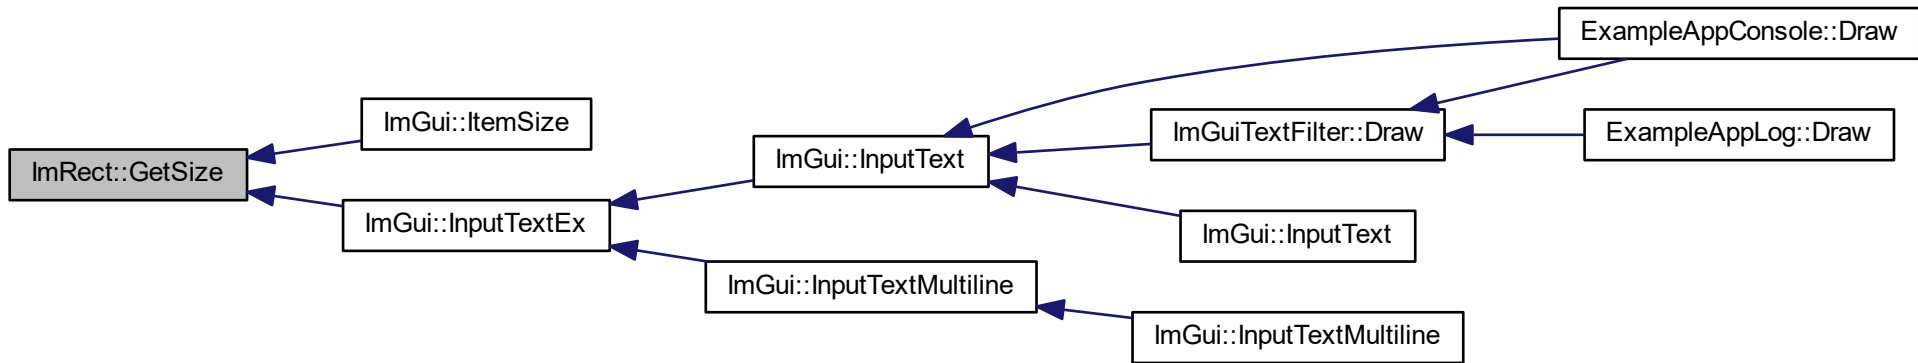 ImRect::GetSize
ImGui::ItemSize
ImGui::InputTextEx
ImGui::InputText
ImGui::InputTextMultiline
ImGuiTextFilter::Draw
ImGui::InputText
ImGui::InputTextMultiline
ExampleAppConsole::Draw
ExampleAppLog::Draw